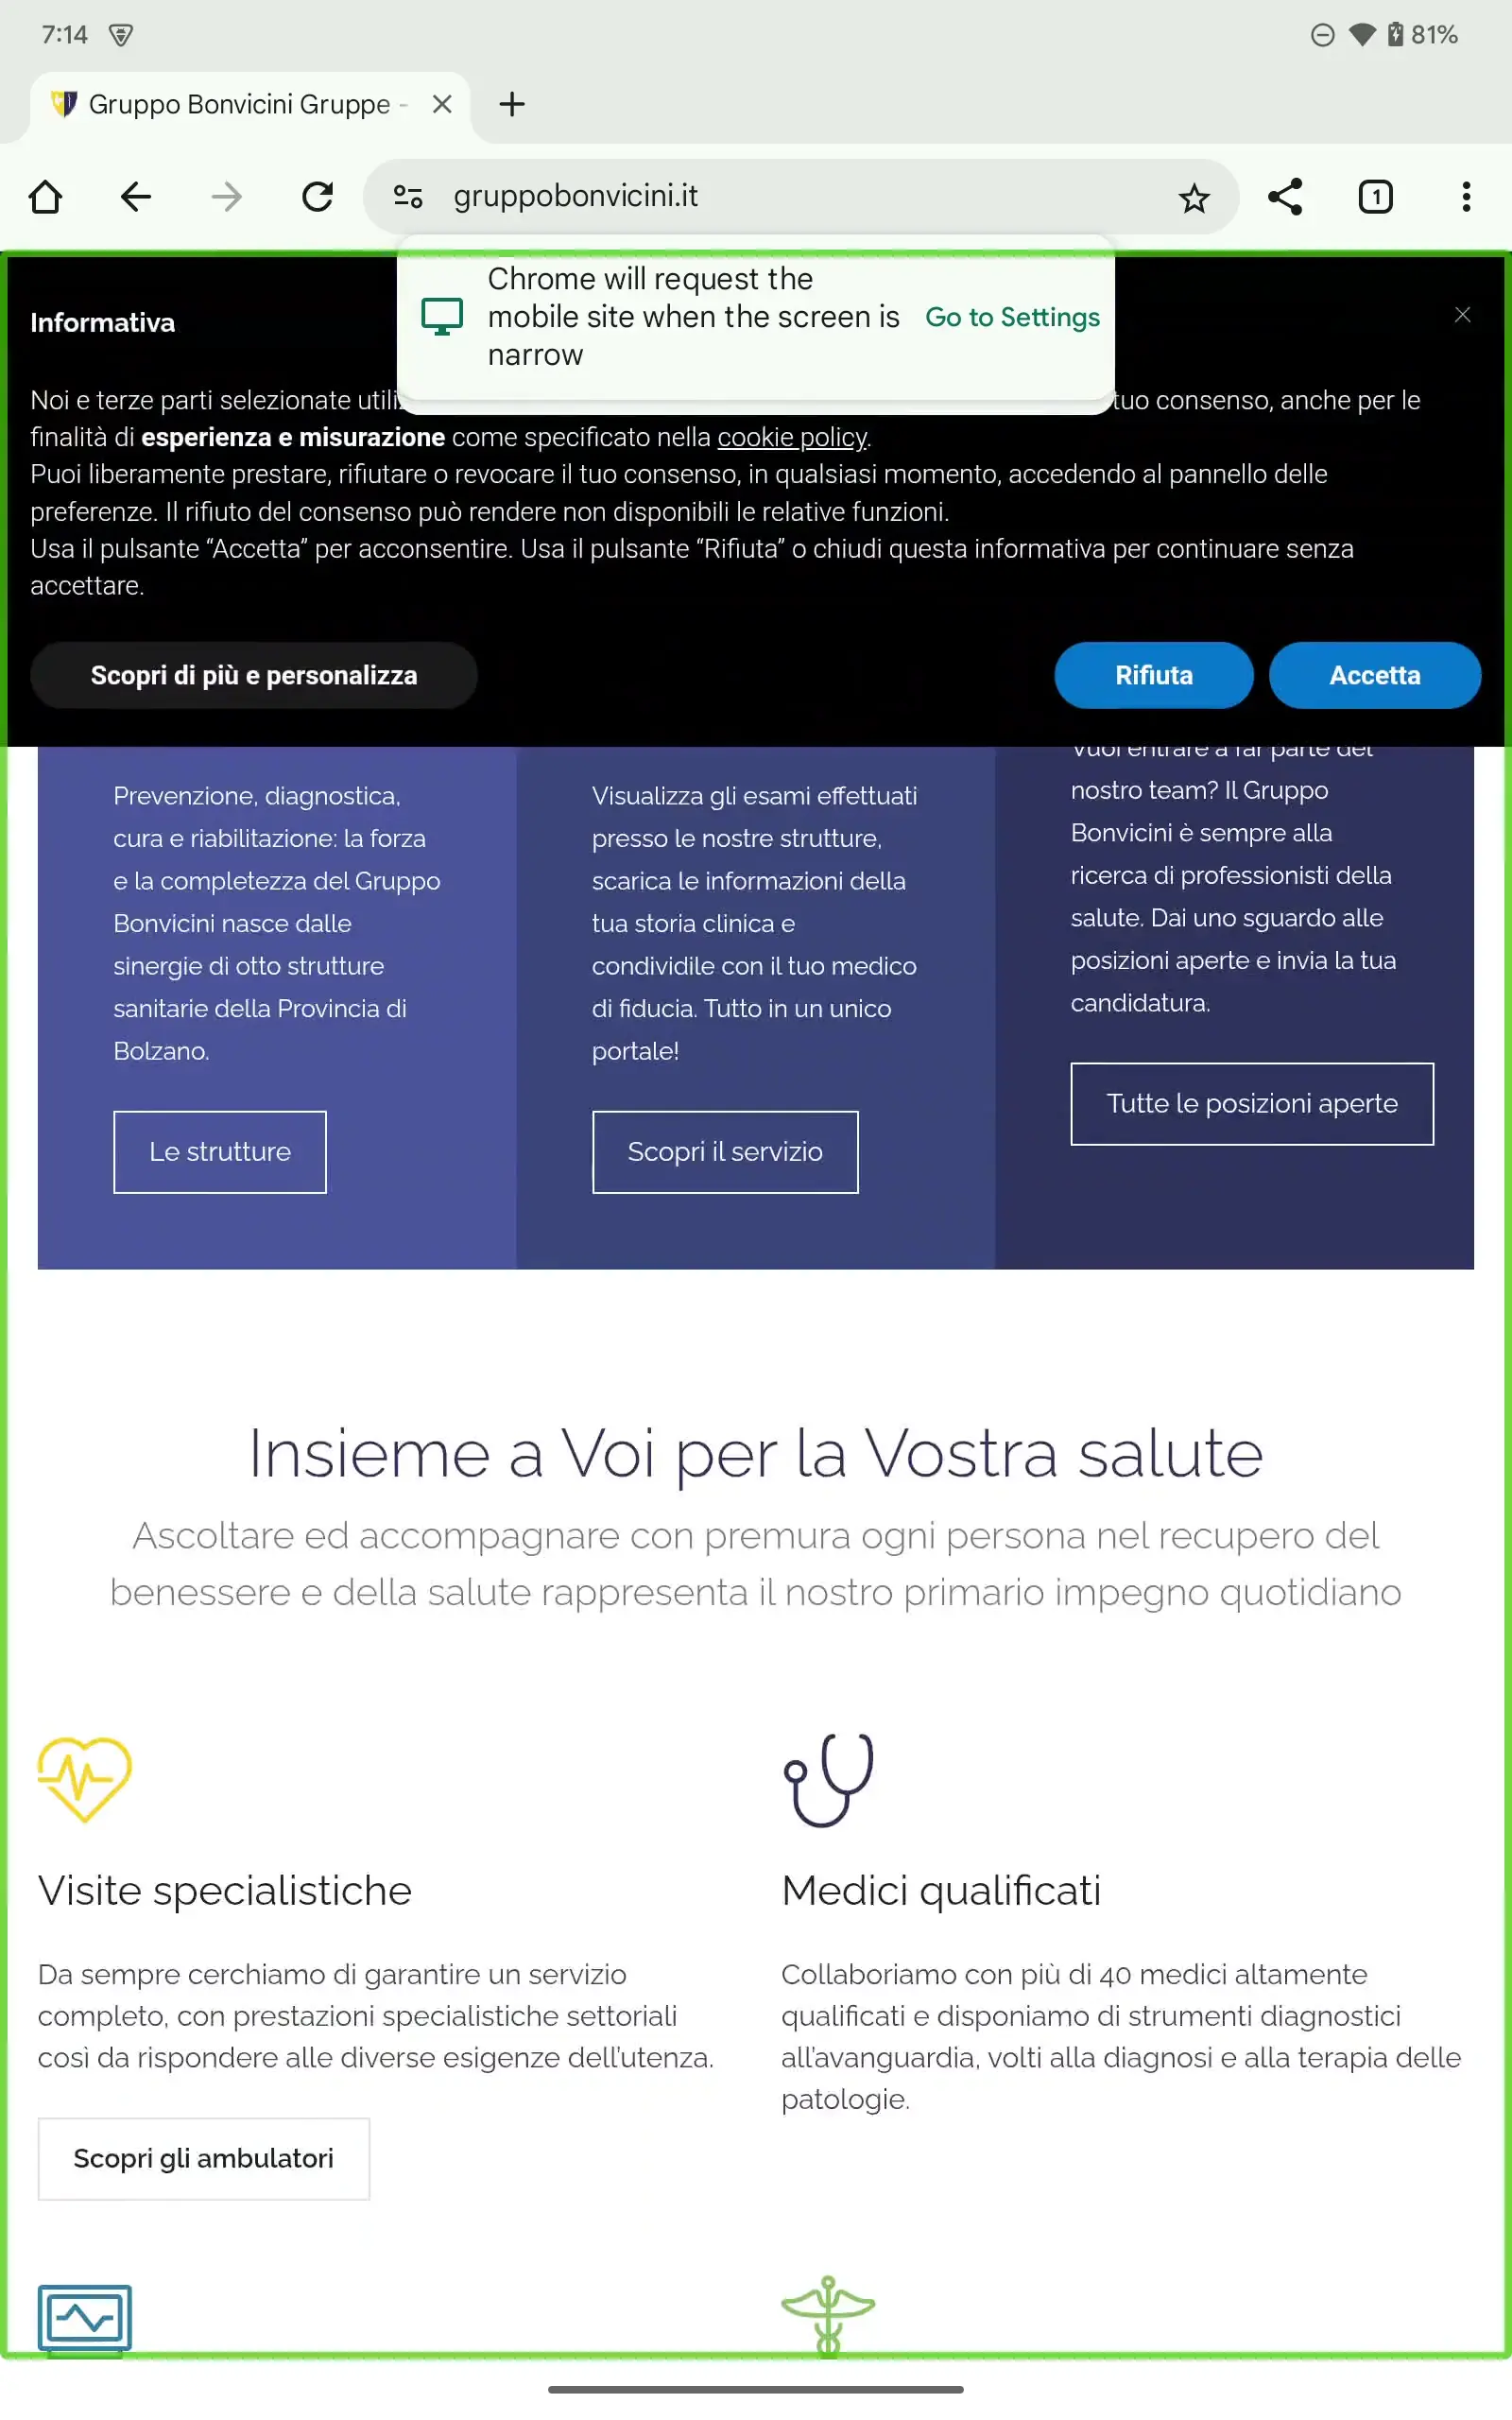 7:14
81%
Gruppo Bonvicini Gruppe -
gruppobonvicini.it
1
Chrome will request the
mobile site when the screen is
narrow
Go to Settings
Informativa
Noi e terze parti selezionate tuo consenso, anche per le
finalità di esperienza e misurazione come specificato nella cookie policy.
Puoi liberamente prestare, rifiutare o revocare il tuo consenso, in qualsiasi momento, accedendo al pannello delle
preferenze. Il rifiuto del consenso può rendere non disponibili le relative funzioni.
Usa il pulsante “Accetta” per acconsentire. Usa il pulsante “Rifiuta” o chiudi questa informativa per continuare senza
accettare.
Scopri di più e personalizza
Rifiuta
Accetta
Prevenzione, diagnostica,
cura e riabilitazione: la forza
e la completezza del Gruppo
Bonvicini nasce dalle
sinergie di otto strutture
sanitarie della Provincia di
Bolzano.
Le strutture
Visualizza gli esami effettuati
presso le nostre strutture,
scarica le informazioni della
tua storia clinica e
condividile con il tuo medico
di fiducia. Tutto in un unico
portale!
Scopri il servizio
Vuoi entrare a far parte del
nostro team? Il Gruppo
Bonvicini è sempre alla
ricerca di professionisti della
salute. Dai uno sguardo alle
posizioni aperte e invia la tua
candidatura.
Tutte le posizioni aperte
Insieme a Voi per la Vostra salute
Ascoltare ed accompagnare con premura ogni persona nel recupero del
benessere e della salute rappresenta il nostro primario impegno quotidiano
Visite specialistiche
Da sempre cerchiamo di garantire un servizio
completo, con prestazioni specialistiche settoriali
così da rispondere alle diverse esigenze dell'utenza.
Scopri gli ambulatori
Medici qualificati
Collaboriamo con più di 40 medici altamente
qualificati e disponiamo di strumenti diagnostici
all'avanguardia, volti alla diagnosi e alla terapia delle
patologie.